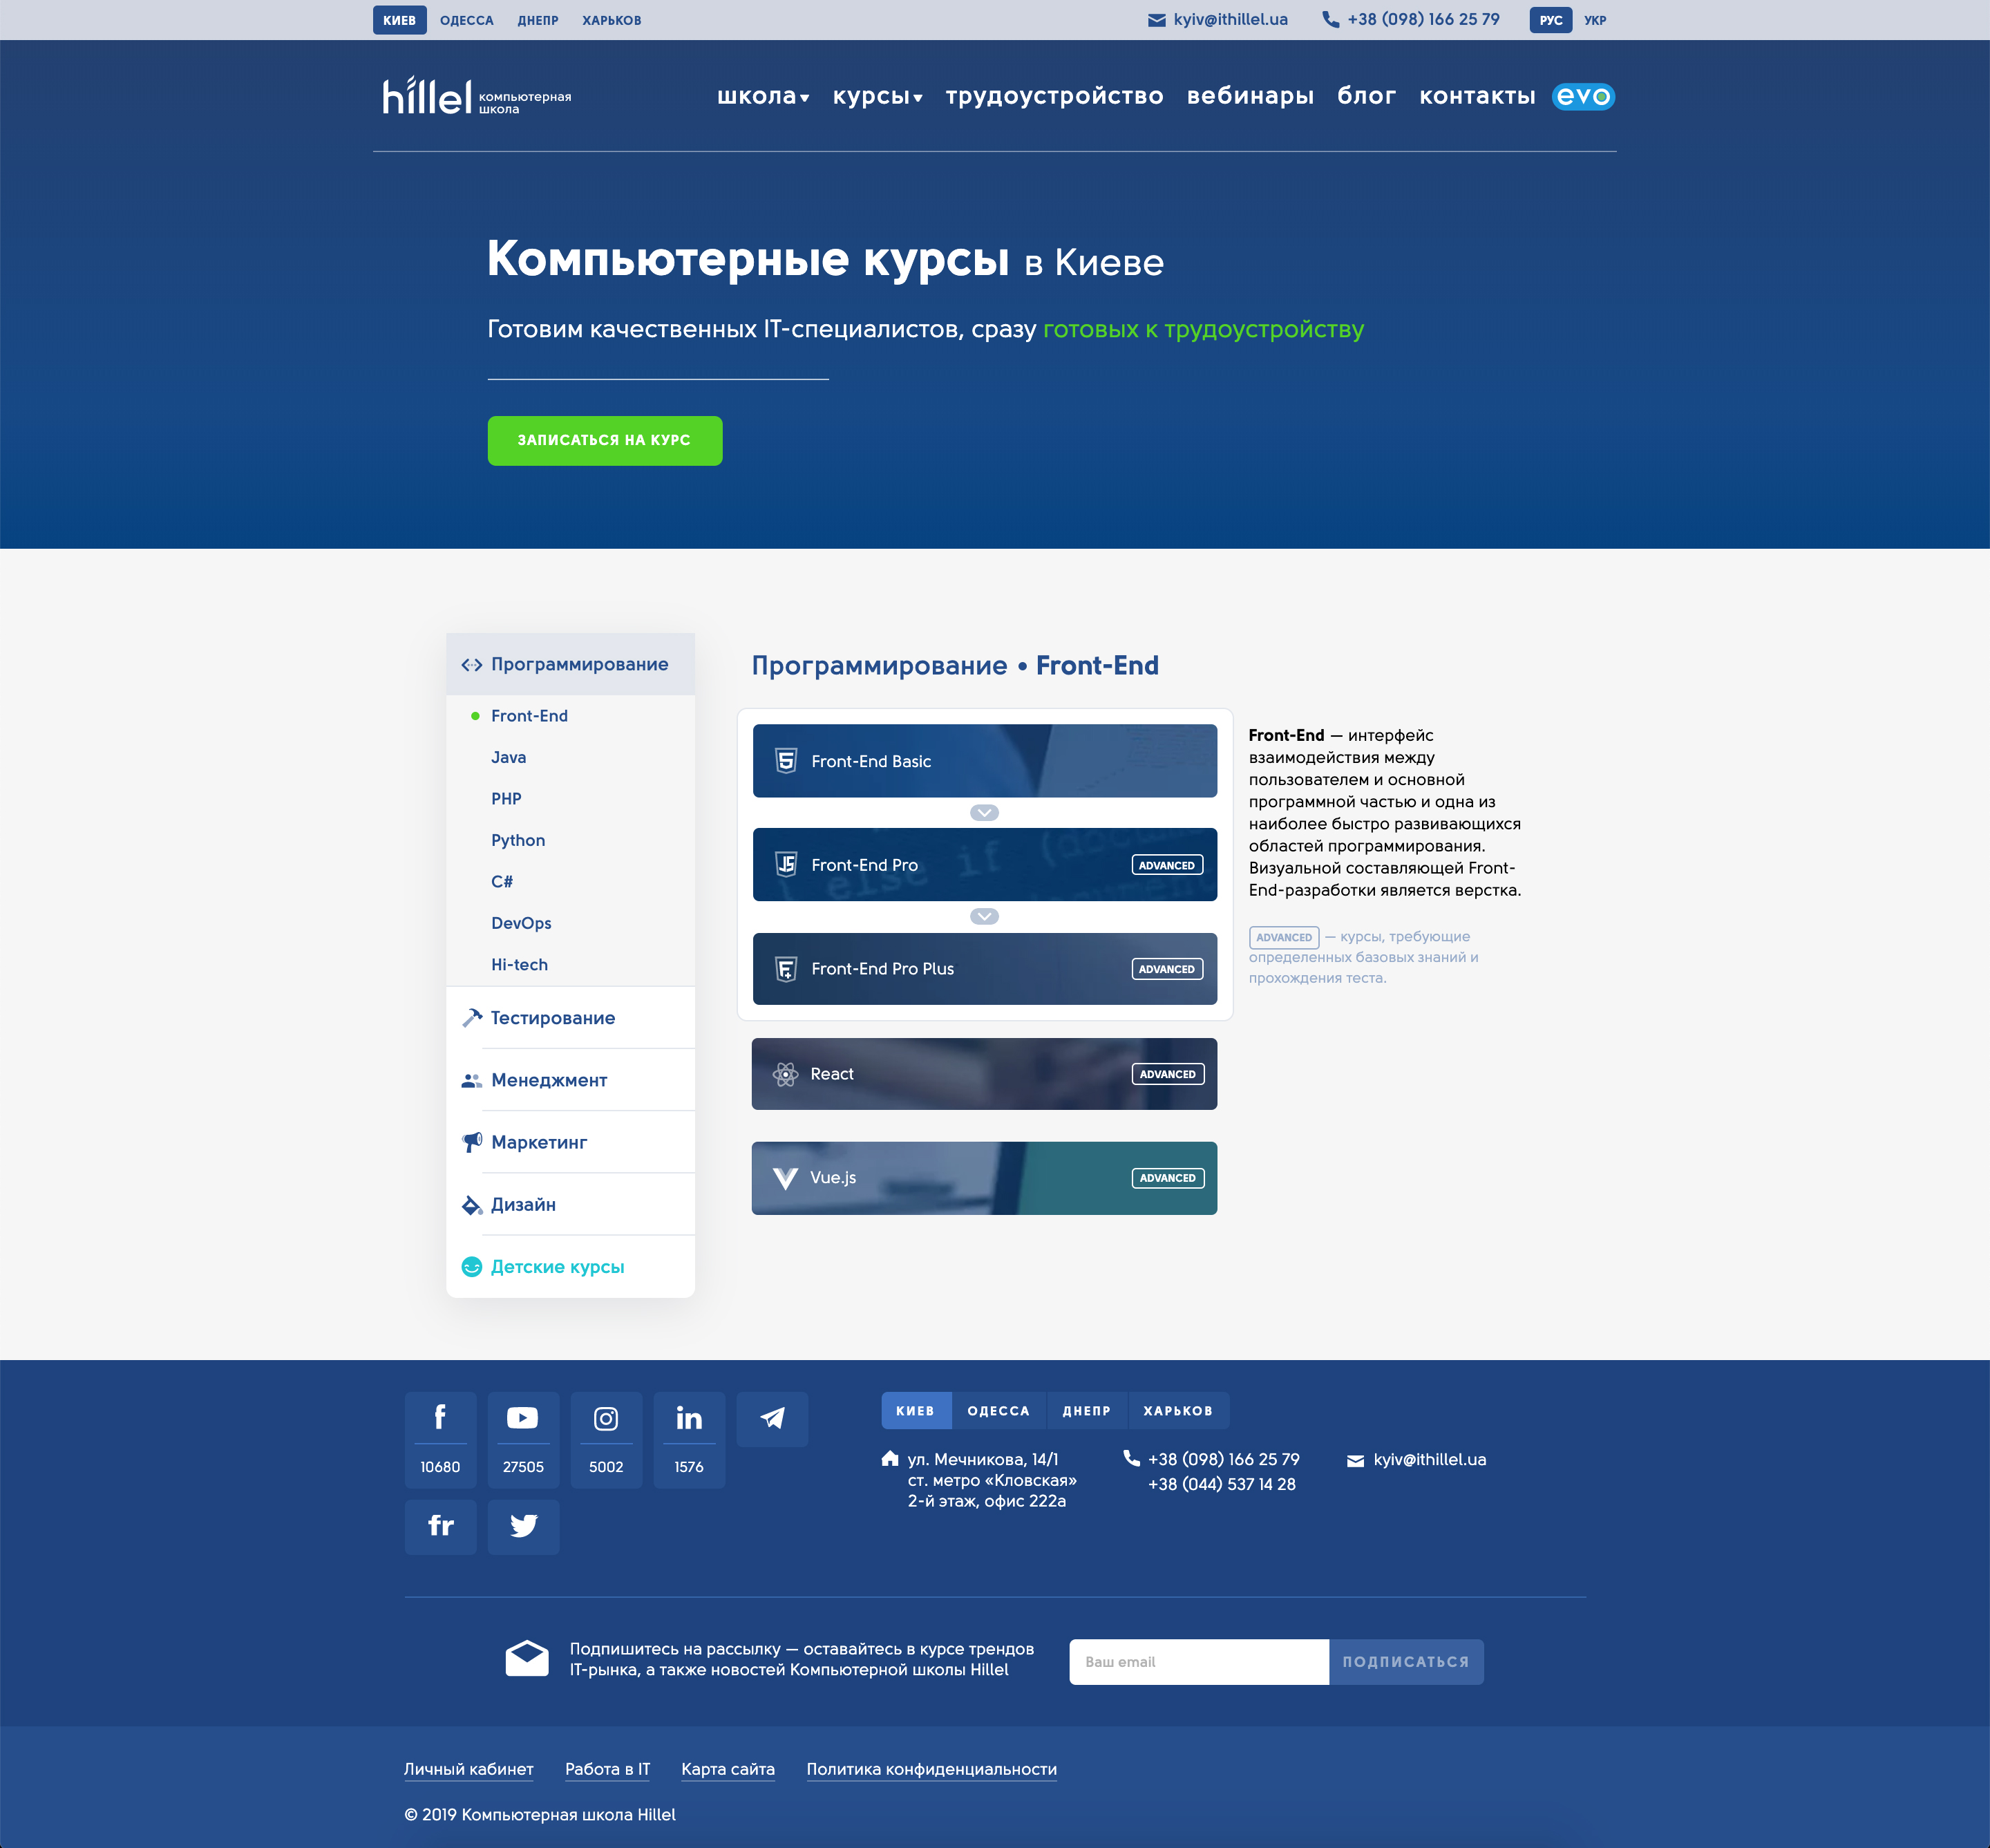 КИЕВ ОДЕССА ДНЕПР ХАРЬКОВ kyiv@ithillel.ua +38 (098) 166 25 79 РУС УКР
hillel компьютерная школа
школа курсы трудоустройство вебинары блог контакты evo
Компьютерные курсы в Киеве
Готовим качественных IT-специалистов, сразу готовых к трудоустройству
ЗАПИСАТЬСЯ НА КУРС
Программирование
Front-End
Java
PHP
Python
C#
DevOps
Hi-tech
Тестирование
Менеджмент
Маркетинг
Дизайн
Детские курсы
Программирование • Front-End
Front-End Basic
Front-End Pro ADVANCED
Front-End Pro Plus ADVANCED
React ADVANCED
Vue.js ADVANCED
Front-End — интерфейс
взаимодействия между
пользователем и основной
программной частью и одна из
наиболее быстро развивающихся
областей программирования.
Визуальной составляющей Front-
End-разработки является верстка.
ADVANCED — курсы, требующие
определенных базовых знаний и
прохождения теста.
10680 27505 5002 1576
fr
КИЕВ ОДЕССА ДНЕПР ХАРЬКОВ
ул. Мечникова, 14/1
ст. метро «Кловская»
2-й этаж, офис 222а
+38 (098) 166 25 79
+38 (044) 537 14 28
kyiv@ithillel.ua
Подпишитесь на рассылку — оставайтесь в курсе трендов
IT-рынка, а также новостей Компьютерной школы Hillel
Ваш email ПОДПИСАТЬСЯ
Личный кабинет Работа в IT Карта сайта Политика конфиденциальности
© 2019 Компьютерная школа Hillel